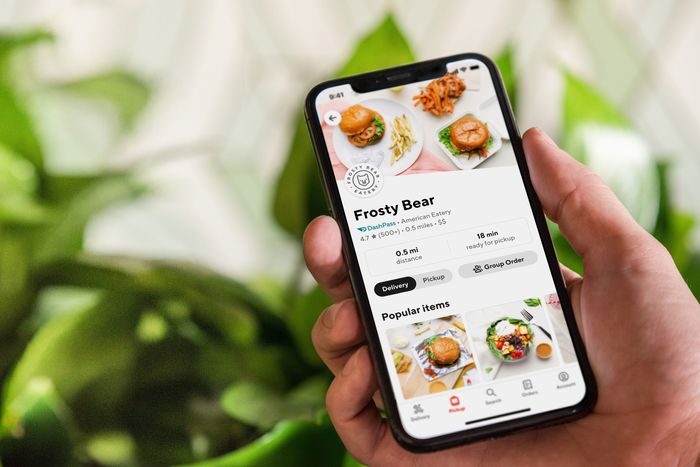 9:41
FROSTY BEAR
EATERY
Frosty Bear
DashPass • American Eatery
4.7 ★ (500+) • 0.5 miles • $$
0.5 mi
distance
18 min
ready for pickup
Delivery
Pickup
Group Order
Popular items
Delivery
Pickup
Search
Orders
Account